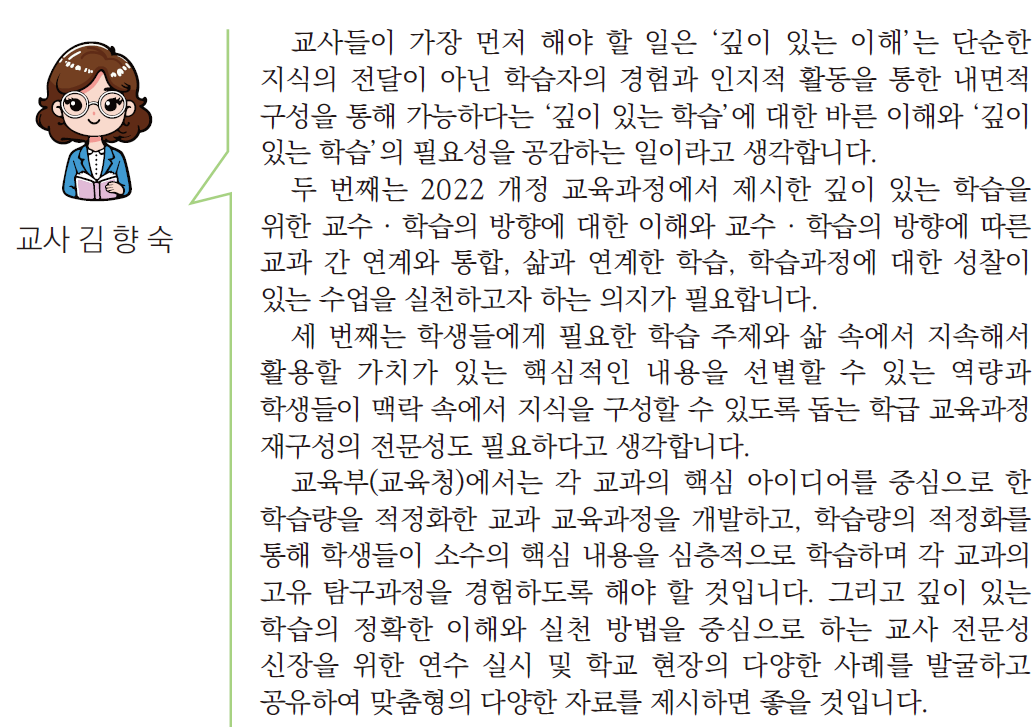 교사 김 향 숙
교사들이 가장 먼저 해야 할 일은 ‘깊이 있는 이해’는 단순한
지식의 전달이 아닌 학습자의 경험과 인지적 활동을 통한 내면적
구성을 통해 가능하다는 ‘깊이 있는 학습’에 대한 바른 이해와 ‘깊이
있는 학습’의 필요성을 공감하는 일이라고 생각합니다.
두 번째는 2022 개정 교육과정에서 제시한 깊이 있는 학습을
위한 교수 · 학습의 방향에 대한 이해와 교수 · 학습의 방향에 따른
교과 간 연계와 통합, 삶과 연계한 학습, 학습과정에 대한 성찰이
있는 수업을 실천하고자 하는 의지가 필요합니다.
세 번째는 학생들에게 필요한 학습 주제와 삶 속에서 지속해서
활용할 가치가 있는 핵심적인 내용을 선별할 수 있는 역량과
학생들이 맥락 속에서 지식을 구성할 수 있도록 돕는 학급 교육과정
재구성의 전문성도 필요하다고 생각합니다.
교육부(교육청)에서는 각 교과의 핵심 아이디어를 중심으로 한
학습량을 적정화한 교과 교육과정을 개발하고, 학습량의 적정화를
통해 학생들이 소수의 핵심 내용을 심층적으로 학습하며 각 교과의
고유 탐구과정을 경험하도록 해야 할 것입니다. 그리고 깊이 있는
학습의 정확한 이해와 실천 방법을 중심으로 하는 교사 전문성
신장을 위한 연수 실시 및 학교 현장의 다양한 사례를 발굴하고
공유하여 맞춤형의 다양한 자료를 제시하면 좋을 것입니다.